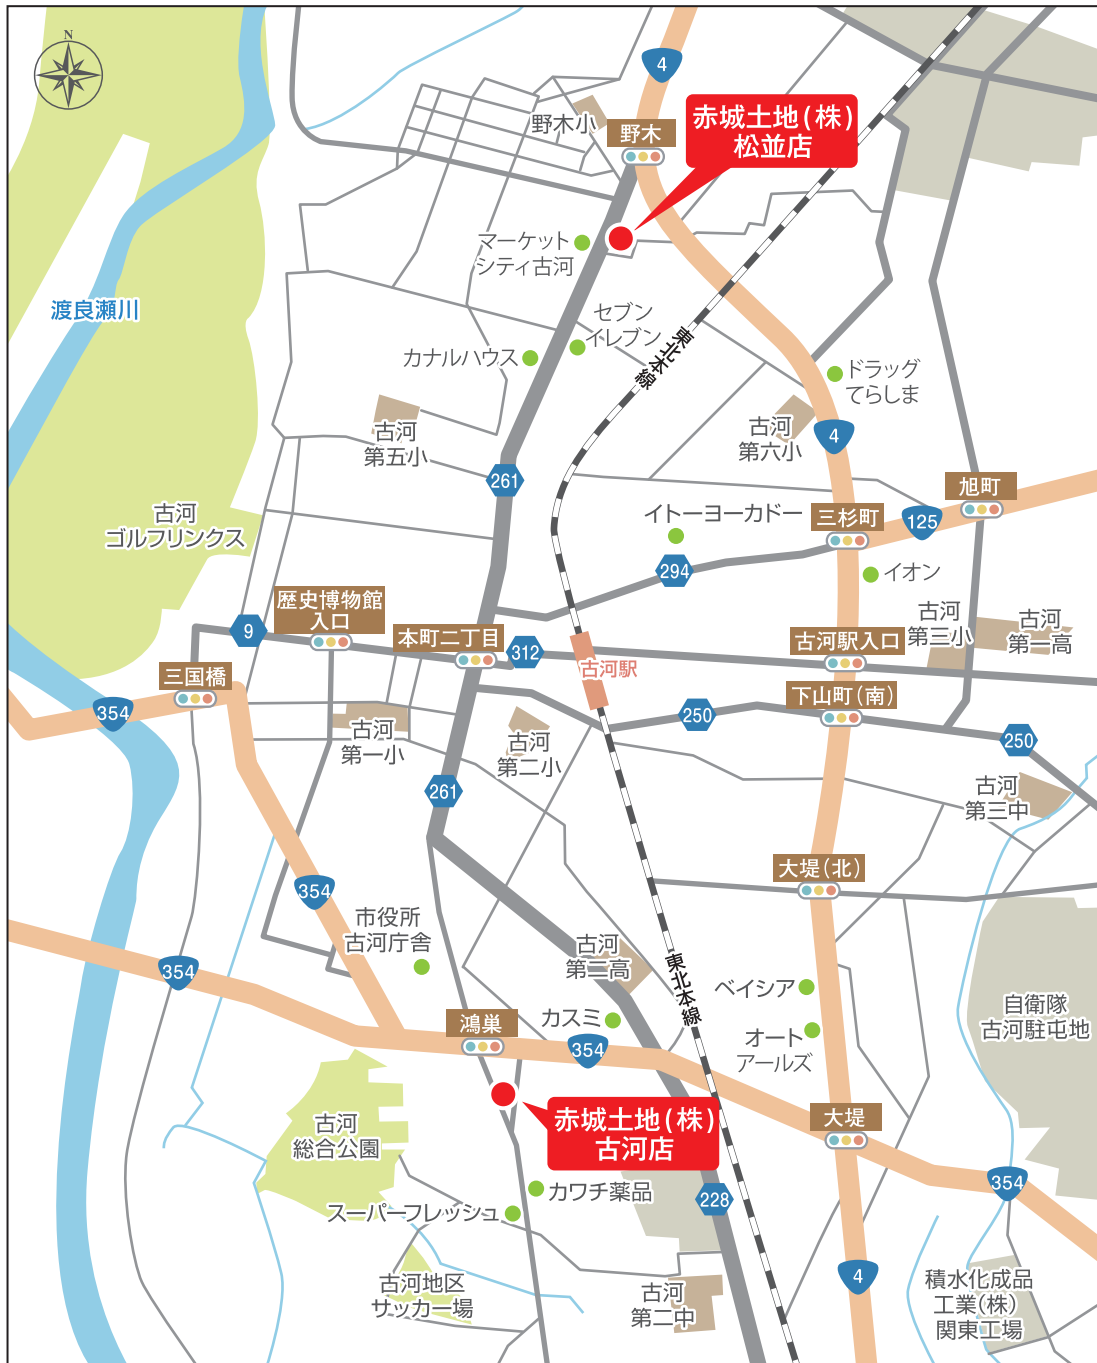 N
4
野木小
野木
赤城土地(株)
松並店
マーケット
シティ古河
渡良瀬川
セブン
イレブン
カナルハウス
東北本線
ドラッグ
てらしま
古河
第五小
古河
第六小
4
261
旭町
古河
ゴルフリンクス
イトーヨーカドー
三杉町
125
294
イオン
歴史博物館
入口
9
本町二丁目
312
古河駅
古河駅入口
古河
第三小
古河
第一高
三国橋
354
下山町(南)
250
250
古河
第一小
古河
第二小
261
古河
第三中
大堤(北)
354
市役所
古河庁舎
古河
第二高
東北本線
354
ベイシア
自衛隊
古河駐屯地
鴻巣
カスミ
354
オート
アールズ
赤城土地(株)
古河店
大堤
古河
総合公園
カワチ薬品
228
354
スーパーフレッシュ
古河地区
サッカー場
古河
第二中
4
積水化成品
工業(株)
関東工場